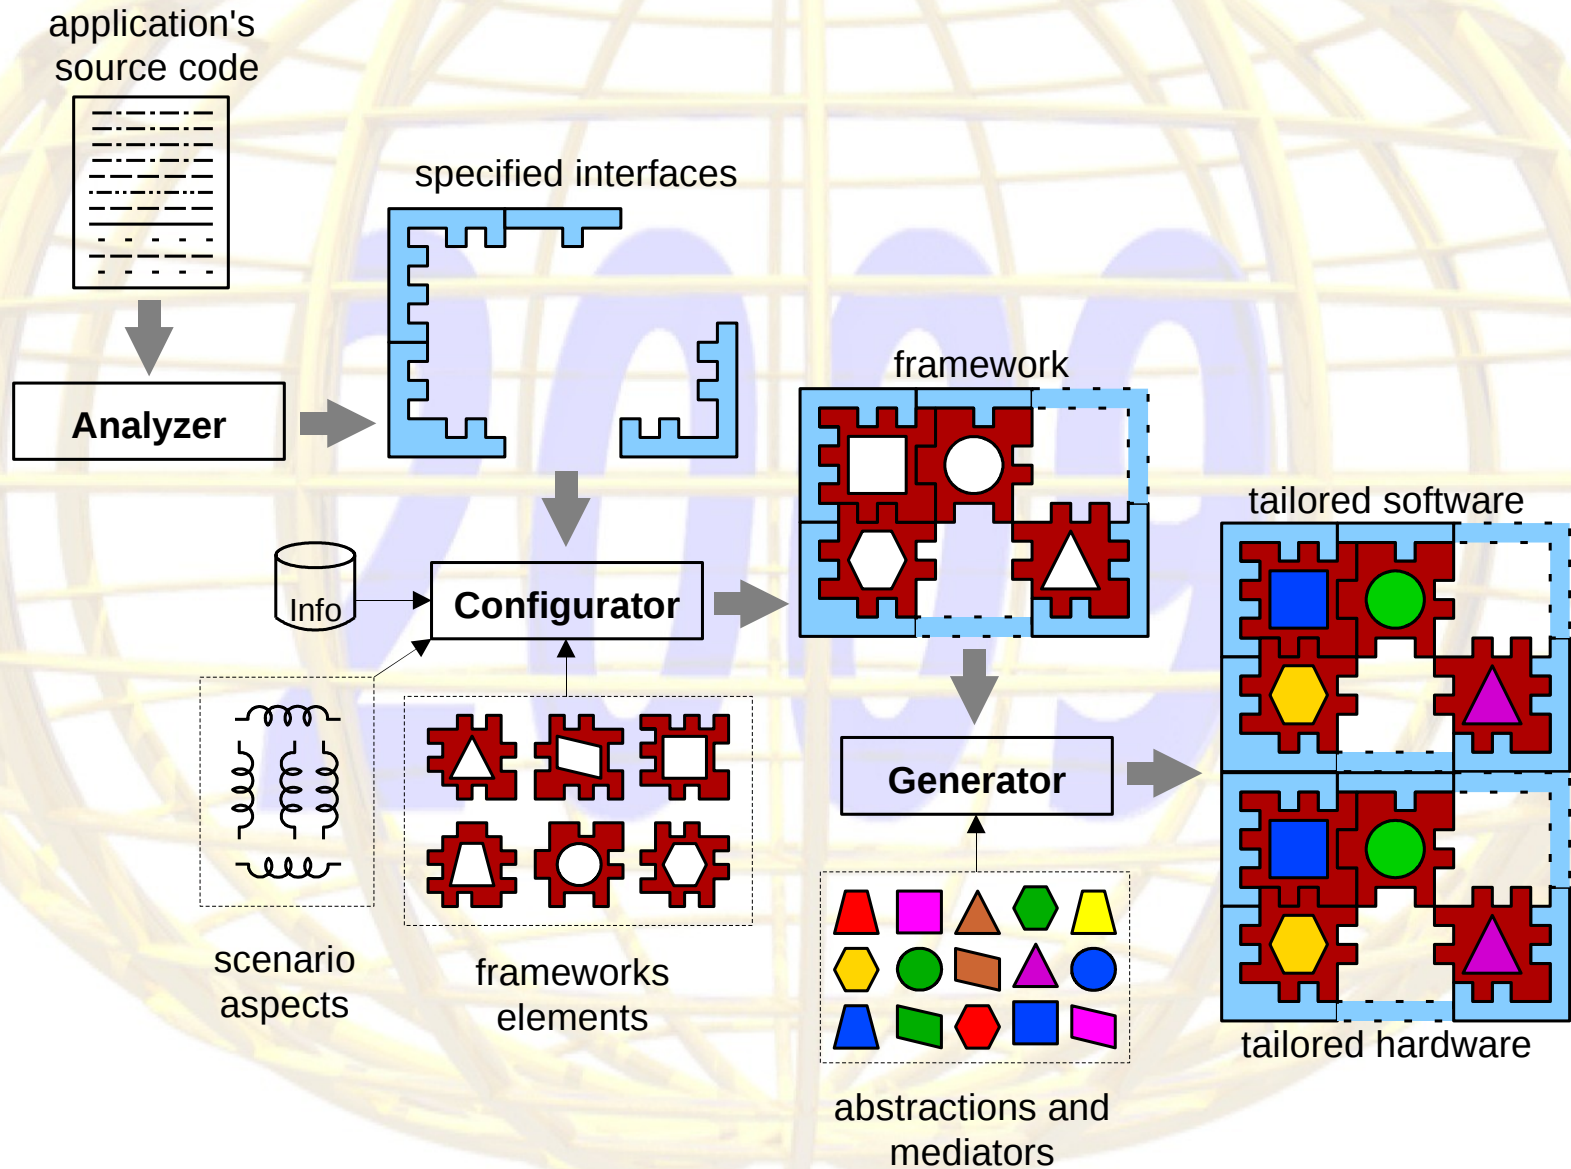 application's
source code
specified interfaces
framework
Analyzer
tailored software
Info
Configurator
Generator
scenario
aspects
frameworks
elements
tailored hardware
abstractions and
mediators
2009